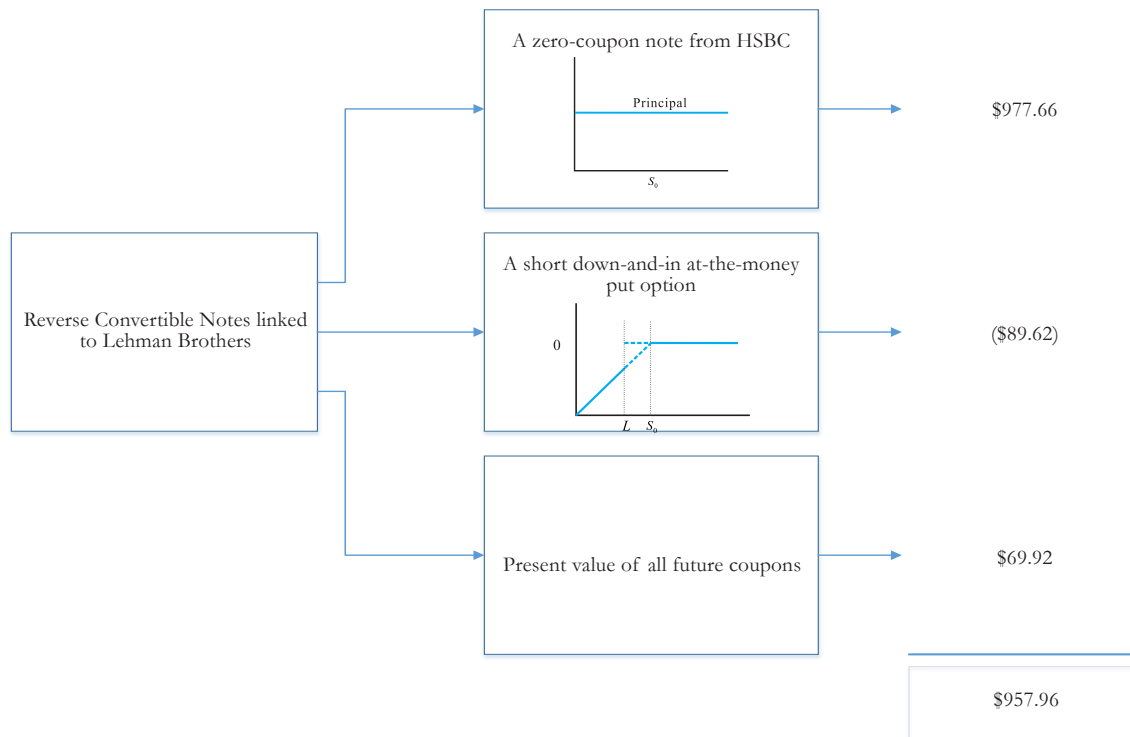 A zero-coupon note from HSBC
Principal
S₀
$977.66
Reverse Convertible Notes linked
to Lehman Brothers
A short down-and-in at-the-money
put option
0
L S₀
($89.62)
Present value of all future coupons
$69.92
$957.96